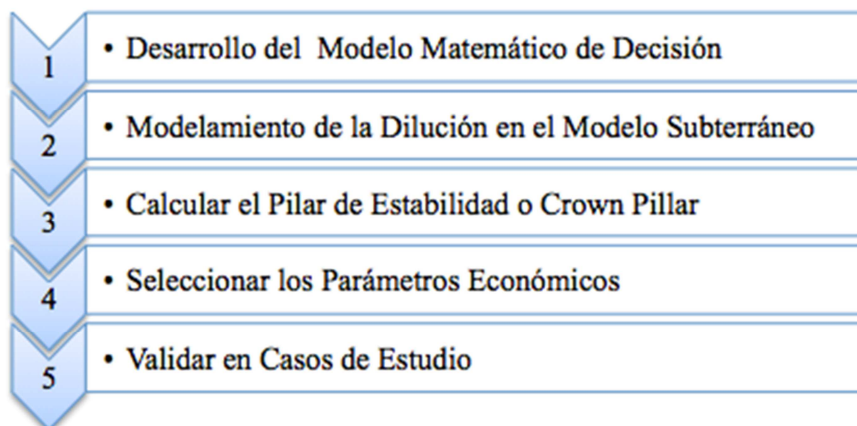 1 • Desarrollo del Modelo Matemático de Decisión
2 • Modelamiento de la Dilución en el Modelo Subterráneo
3 • Calcular el Pilar de Estabilidad o Crown Pillar
4 • Seleccionar los Parámetros Económicos
5 • Validar en Casos de Estudio